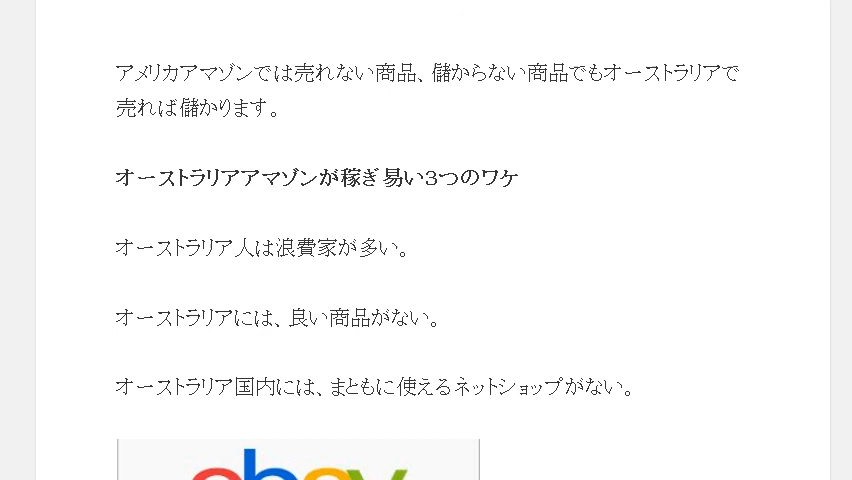 アメリカアマゾンでは売れない商品、儲からない商品でもオーストラリアで
売れば儲かります。
オーストラリアアマゾンが稼ぎ易い3つのワケ
オーストラリア人は浪費家が多い。
オーストラリアには、良い商品がない。
オーストラリア国内には、まともに使えるネットショップがない。
ebay